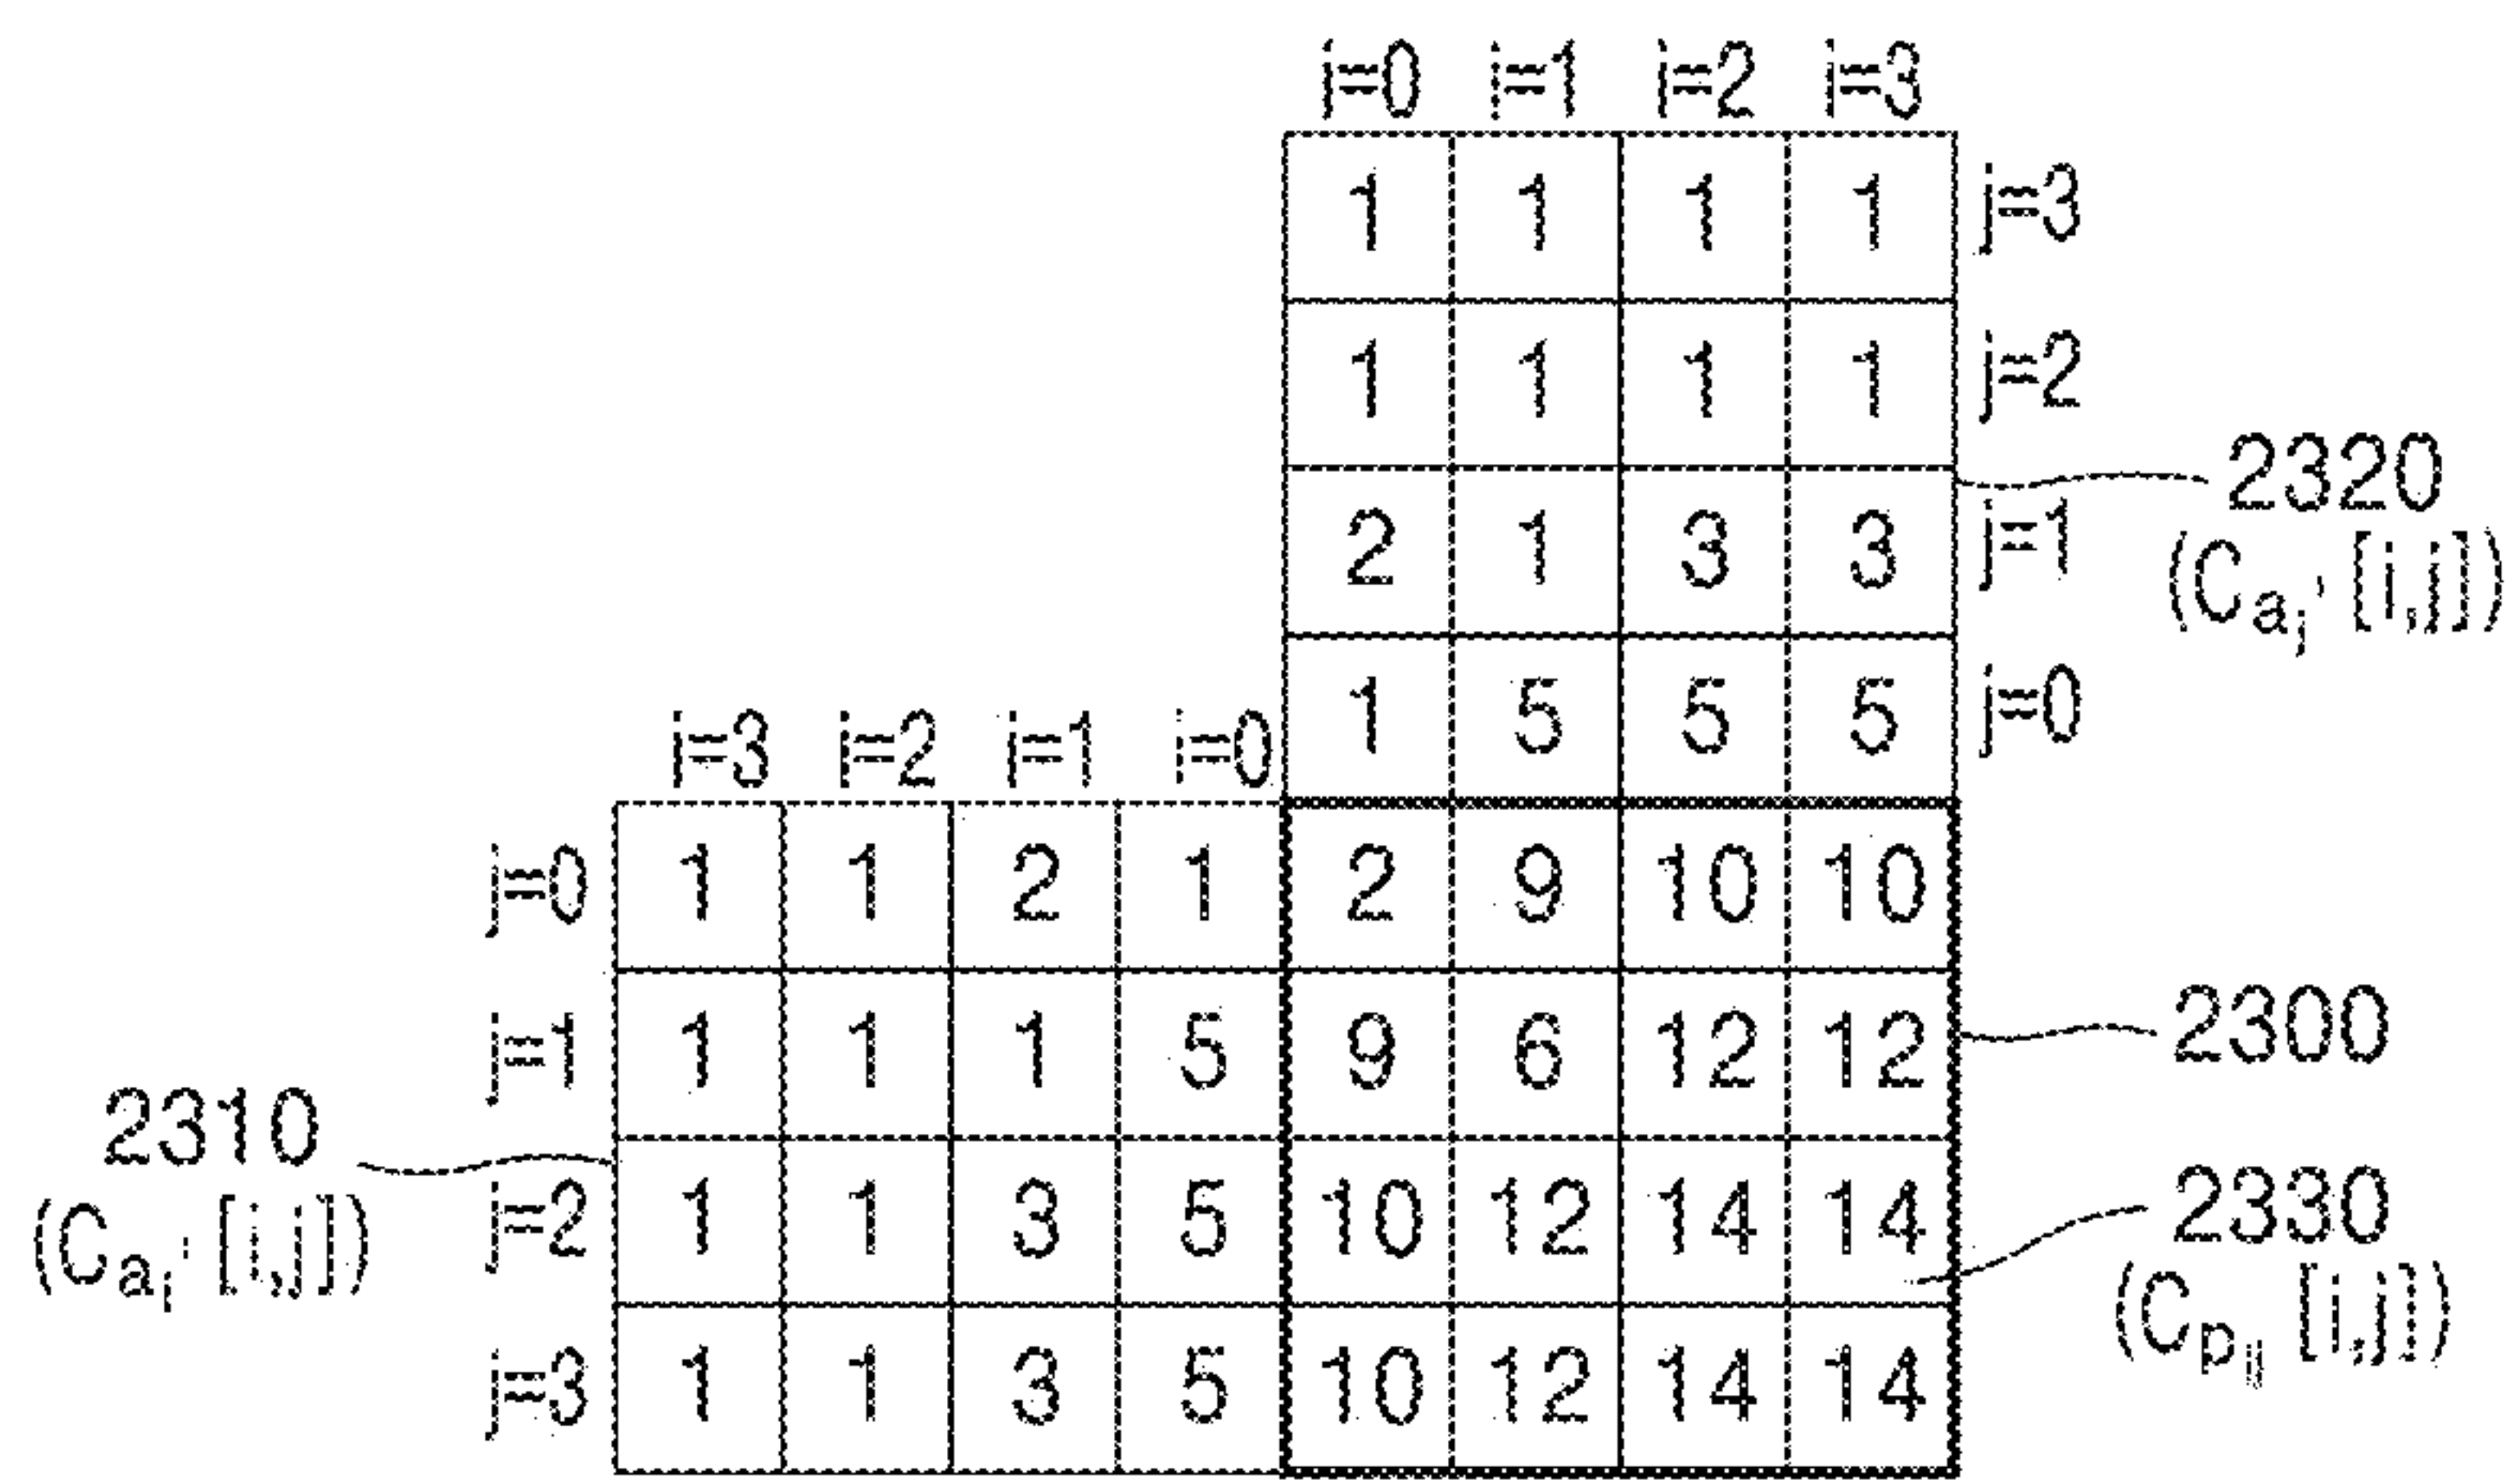 i=0 i=1 i=2 i=3
1 1 1 1 j=3
1 1 1 1 j=2
2320
2 1 3 3 j=1
(Caj' [i,j])
1 5 5 5 j=0
i=3 i=2 i=1 i=0
j=0 1 1 2 1 2 9 10 10
j=1 1 1 1 5 9 6 12 12 2300
2310
j=2 1 1 3 5 10 12 14 14 2330
(Cai' [i,j])
(Cpij [i,j])
j=3 1 1 3 5 10 12 14 14